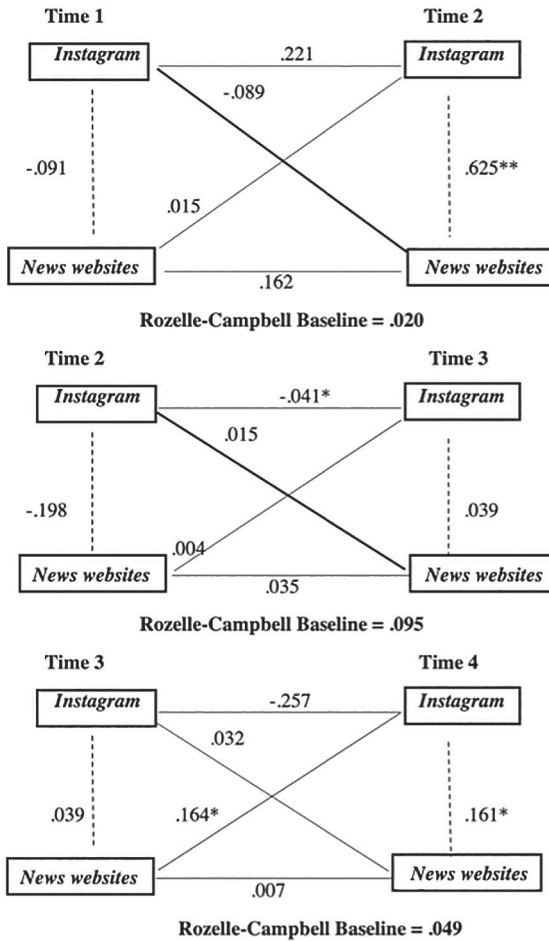 Time 1 Time 2
Instagram .221 Instagram
-.089
-.091 .625**
.015
News websites .162 News websites
Rozelle-Campbell Baseline = .020
Time 2 Time 3
Instagram -.041* Instagram
.015
-.198 .039
.004
News websites .035 News websites
Rozelle-Campbell Baseline = .095
Time 3 Time 4
Instagram -.257 Instagram
.032
.039 .164* .161*
News websites .007 News websites
Rozelle-Campbell Baseline = .049